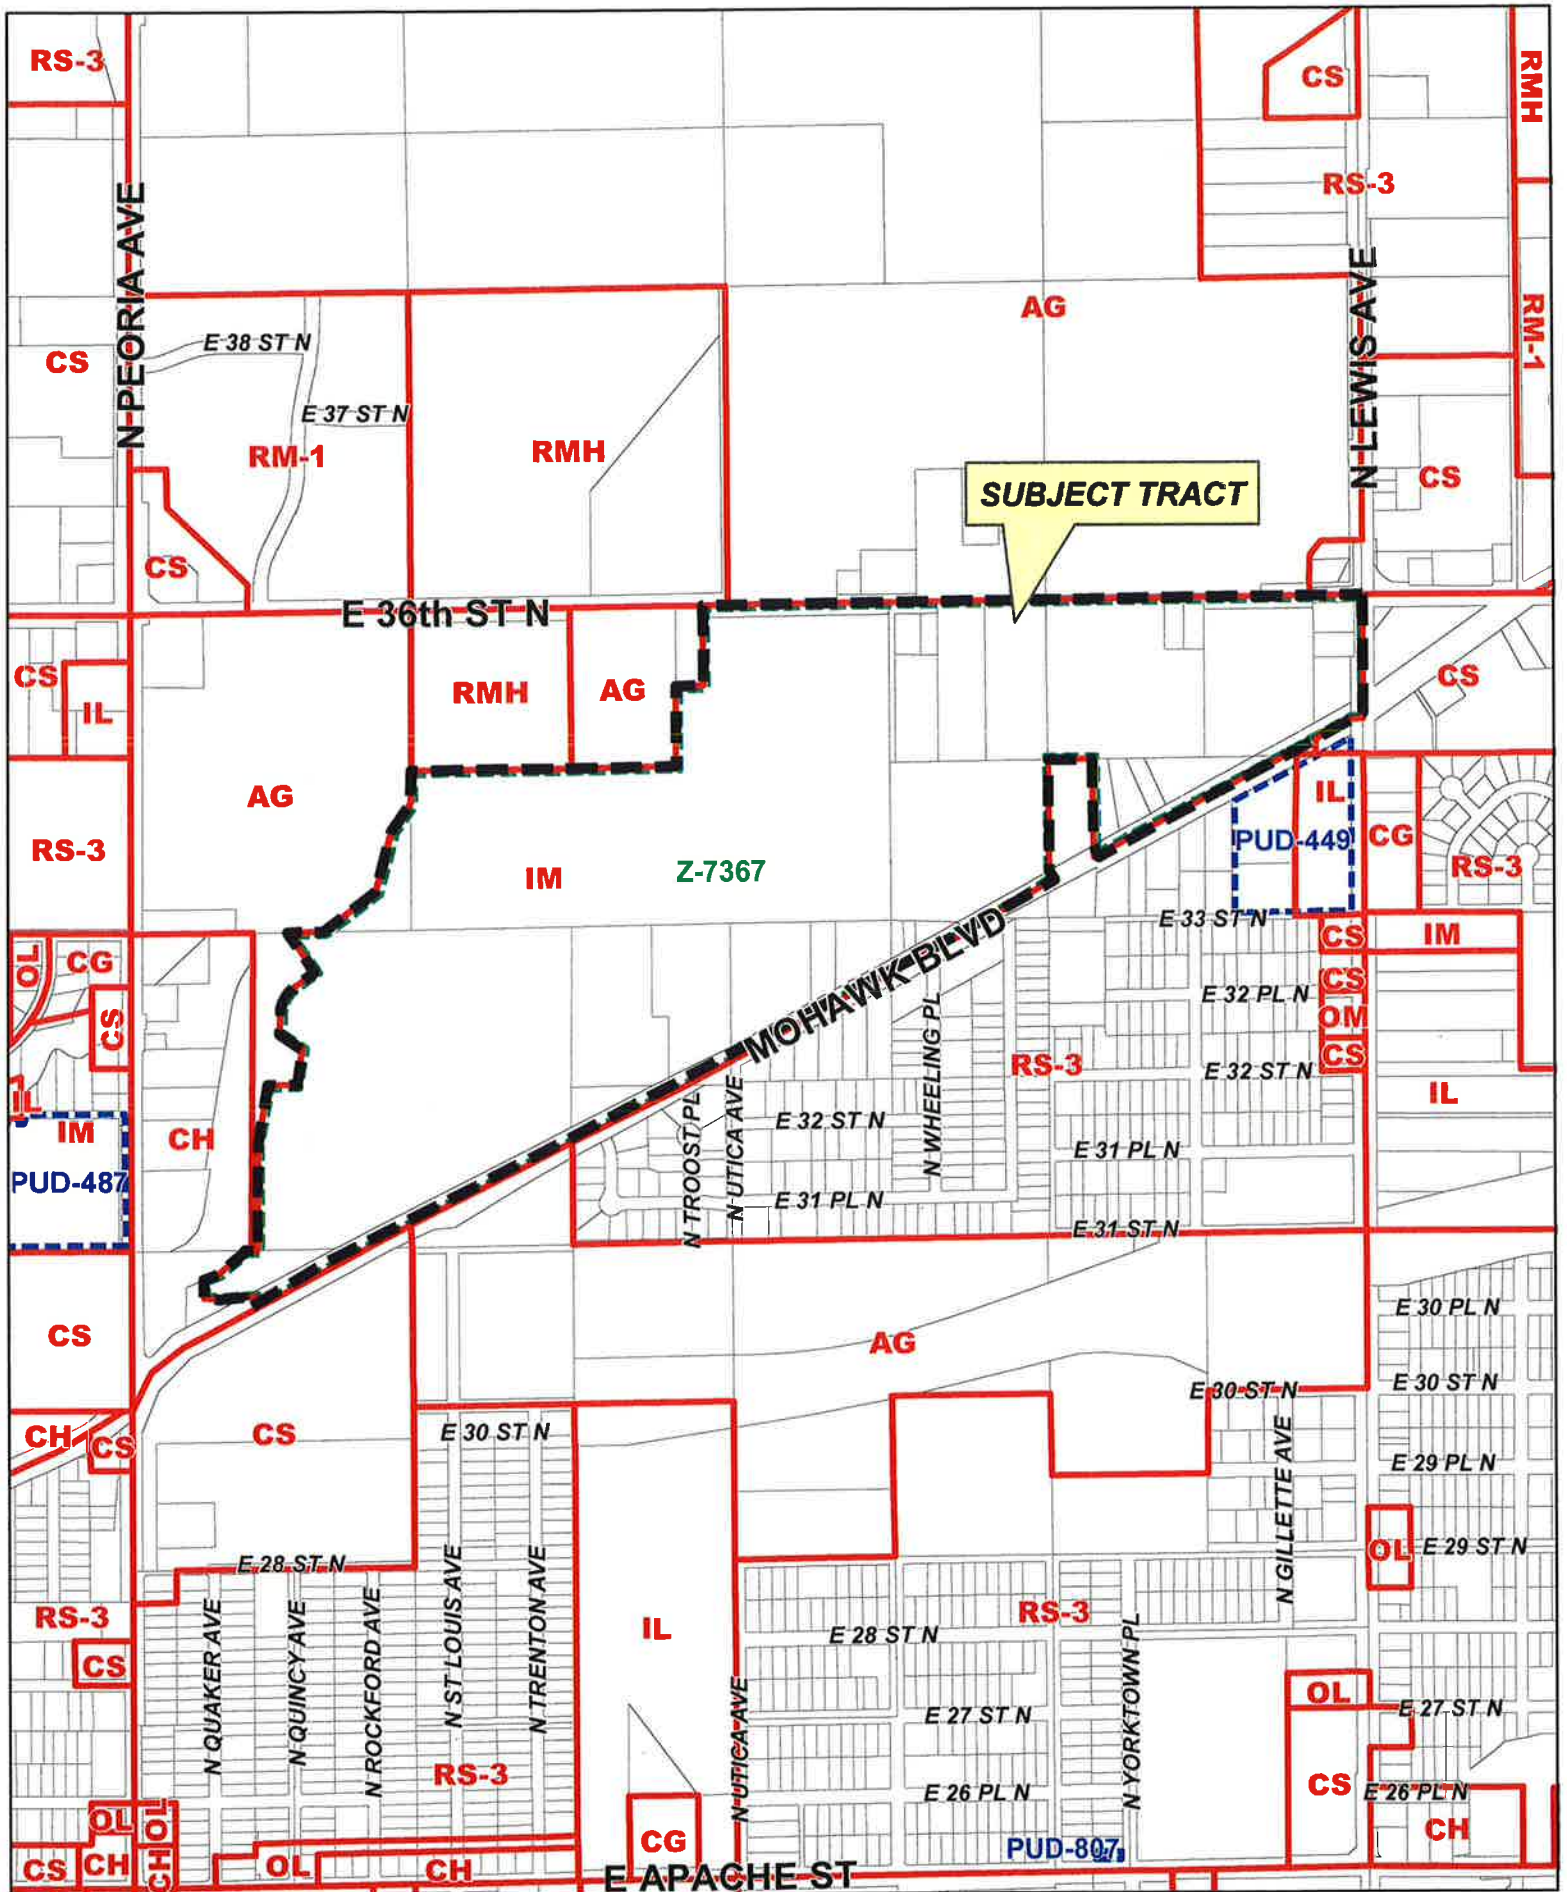 RS-3
CS
RMH
RS-3
N PEORIA AVE
AG
N LEWIS AVE
RM-1
E 38 ST N
CS
E 37 ST N
RM-1
RMH
CS
SUBJECT TRACT
CS
E 36th ST N
CS
IL
RMH
AG
CS
AG
IL
PUD-449
CG
RS-3
RS-3
IM
Z-7367
E 33 ST N
CS
IM
OL
CG
CS
MOHAWK BLVD
CS
E 32 PL N
OM
CS
N WHEELING PL
RS-3
E 32 ST N
IL
IL
IM
CH
N TROOST PL
N UTICA AVE
E 32 ST N
E 31 PL N
PUD-487
E 31 PL N
E 31 ST N
E 30 PL N
CS
AG
E 30 ST N
E 30 ST N
CH
CS
CS
E 30 ST N
N GILLETTE AVE
E 29 PL N
E 28 ST N
OL
E 29 ST N
RS-3
N QUAKER AVE
N QUINCY AVE
N ROCKFORD AVE
N ST LOUIS AVE
N TRENTON AVE
IL
RS-3
E 28 ST N
N YORKTOWN PL
CS
OL
N UTICA AVE
E 27 ST N
E 27 ST N
RS-3
CS
E 26 PL N
E 26 PL N
OL
OL
CH
CS
CH
CG
PUD-807
CH
OL
CH
E APACHE ST